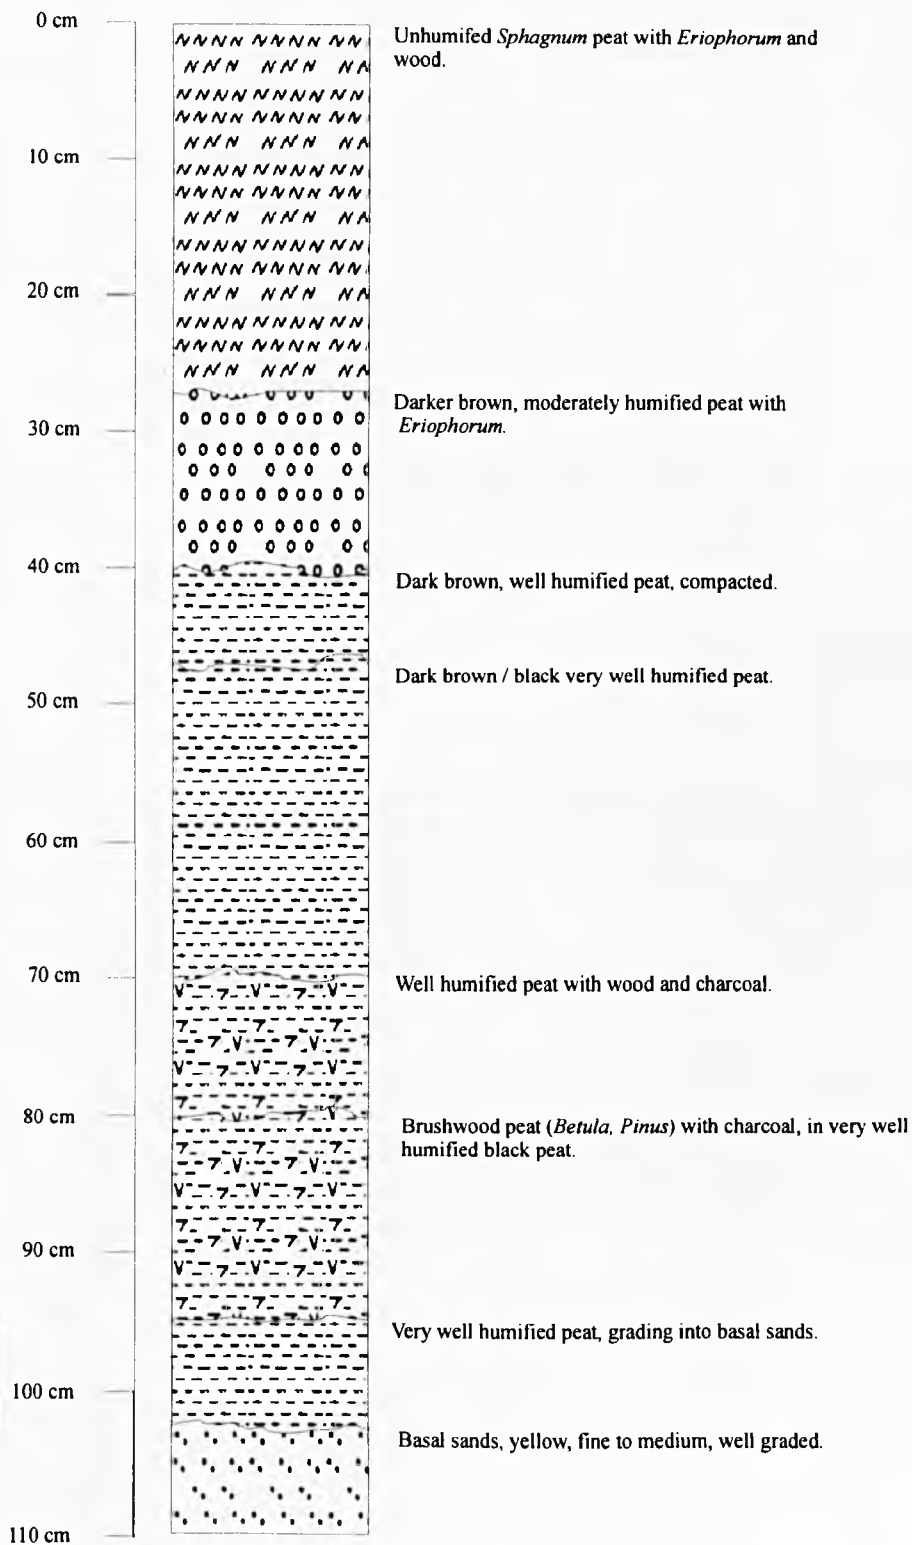 0 cm
Unhumifed Sphagnum peat with Eriophorum and
wood.
10 cm
20 cm
Darker brown, moderately humified peat with
Eriophorum.
30 cm
40 cm
Dark brown, well humified peat, compacted.
Dark brown / black very well humified peat.
50 cm
60 cm
70 cm
Well humified peat with wood and charcoal.
80 cm
Brushwood peat (Betula, Pinus) with charcoal, in very well
humified black peat.
90 cm
Very well humified peat, grading into basal sands.
100 cm
Basal sands, yellow, fine to medium, well graded.
110 cm